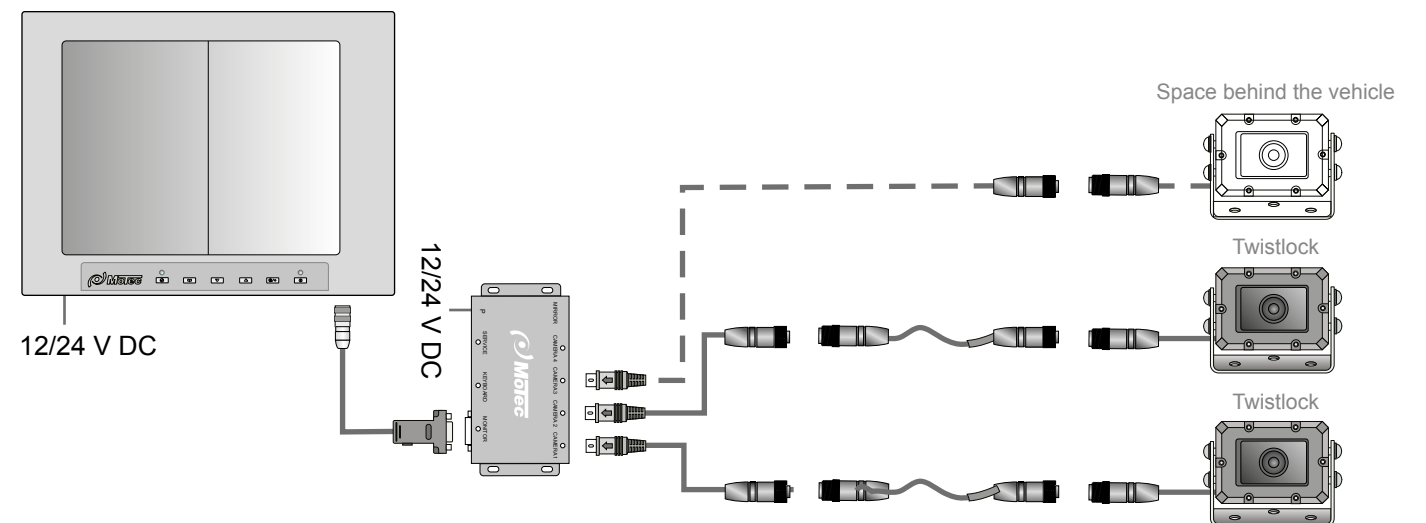 Space behind the vehicle
Twistlock
Twistlock
MOTEC
12/24 V DC
12/24 V DC
P
SERVICE
KEYBOARD
MONITOR
MoTec
MIRROR
CAMERA 4
CAMERA 3
CAMERA 2
CAMERA 1